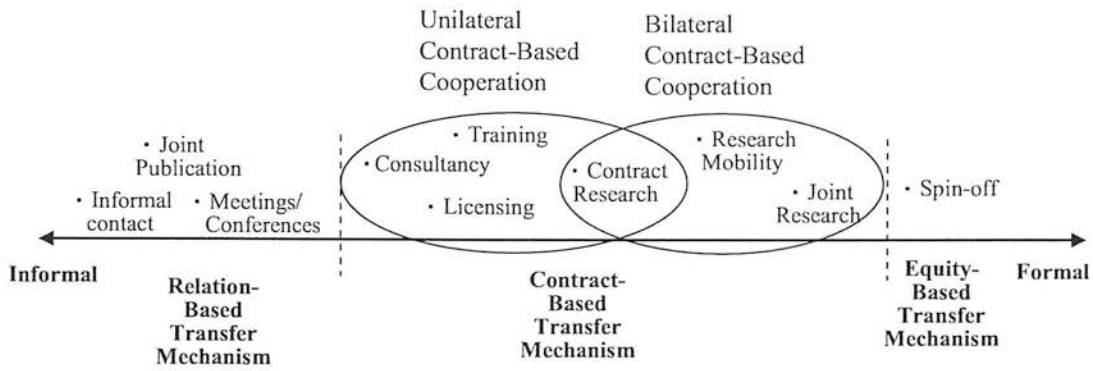 Unilateral
Contract-Based
Cooperation
Bilateral
Contract-Based
Cooperation
· Joint
Publication
· Informal
contact
· Meetings/
Conferences
· Training
· Consultancy
· Licensing
· Contract
Research
· Research
Mobility
· Joint
Research
· Spin-off
Informal
Relation-
Based
Transfer
Mechanism
Contract-
Based
Transfer
Mechanism
Equity-
Based
Transfer
Mechanism
Formal